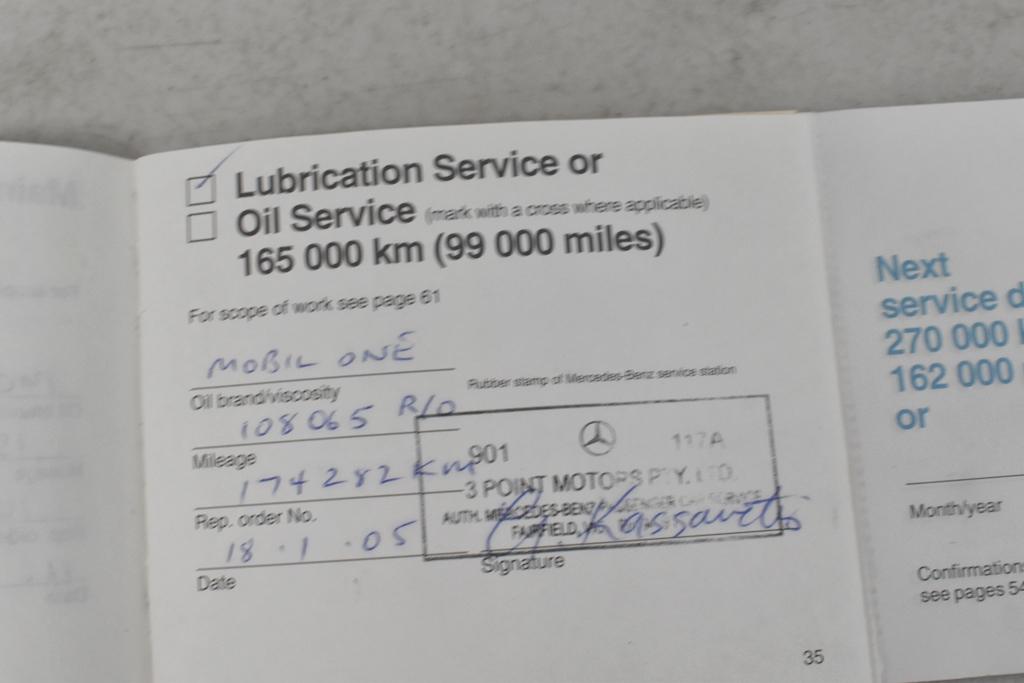 Lubrication Service or
Oil Service (mark with a cross where applicable)
165 000 km (99 000 miles)
For scope of work see page 61
MOBIL ONE
Oil brand/viscosity
Rubber stamp of Mercedes-Benz service station
108065 R/O
Mileage
174282 Km
Rep. order No.
18.1.05
Date
901 117A
3 POINT MOTORS PTY. LTD.
AUTH. MERCEDES-BENZ PASSENGER CAR SERVICE
FAIRFIELD,
Signature
35
Next
service d
270 000 k
162 000
or
Month/year
Confirmation
see pages 54